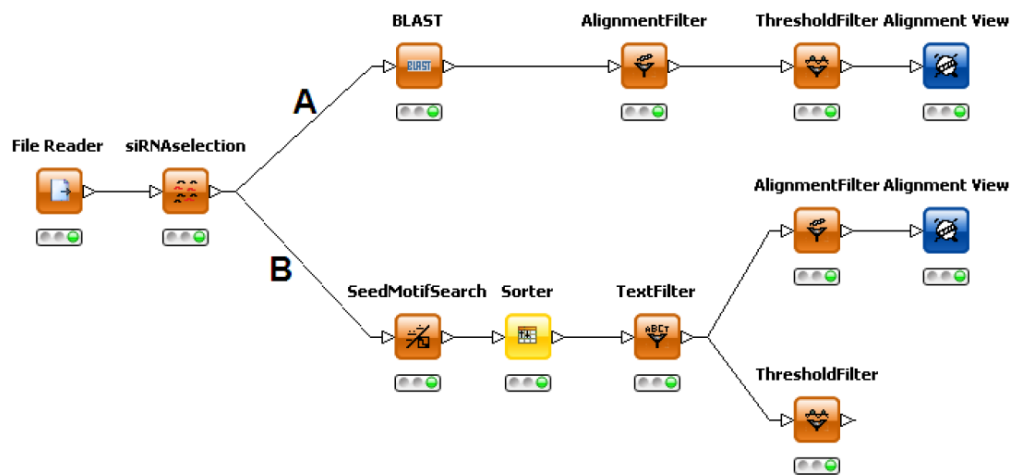 BLAST AlignmentFilter ThresholdFilter Alignment View
BLAST
A
File Reader siRNAselection
AlignmentFilter Alignment View
B
SeedMotifSearch Sorter TextFilter
ABCT
ThresholdFilter